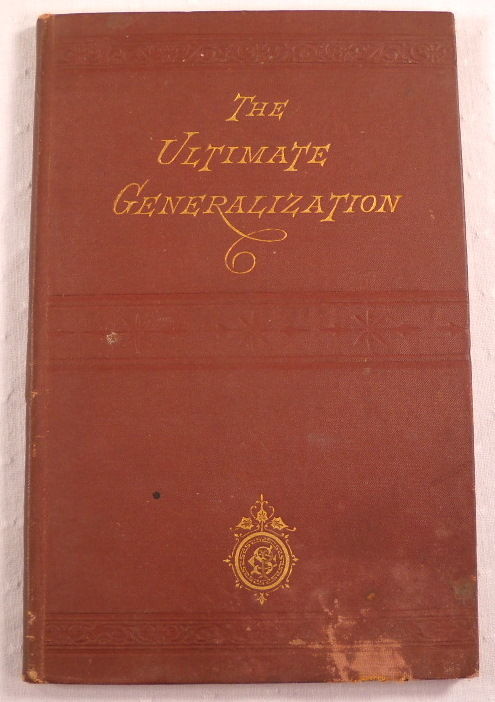 THE
ULTIMATE
GENERALIZATION